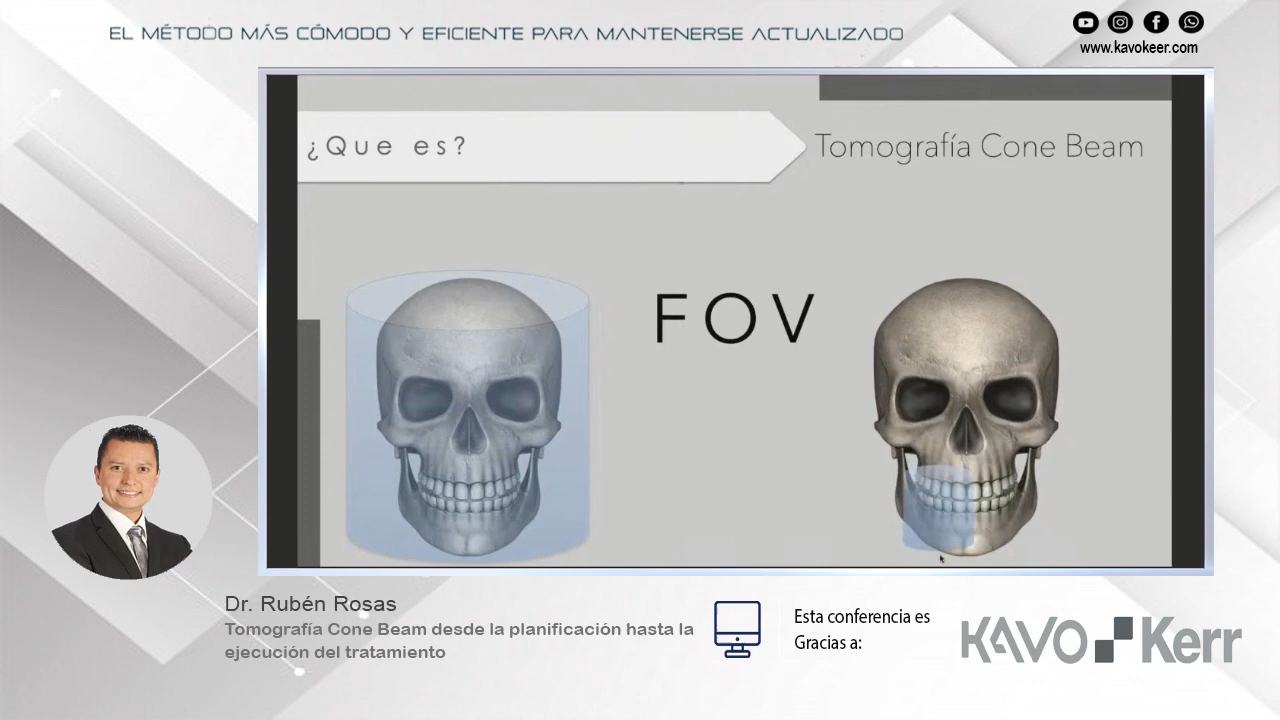 EL MÉTODO MÁS CÓMODO Y EFICIENTE PARA MANTENERSE ACTUALIZADO
www.kavokeer.com
¿Que es?
Tomografía Cone Beam
FOV
Dr. Rubén Rosas
Tomografía Cone Beam desde la planificación hasta la
ejecución del tratamiento
Esta conferencia es
Gracias a:
KAVO Kerr